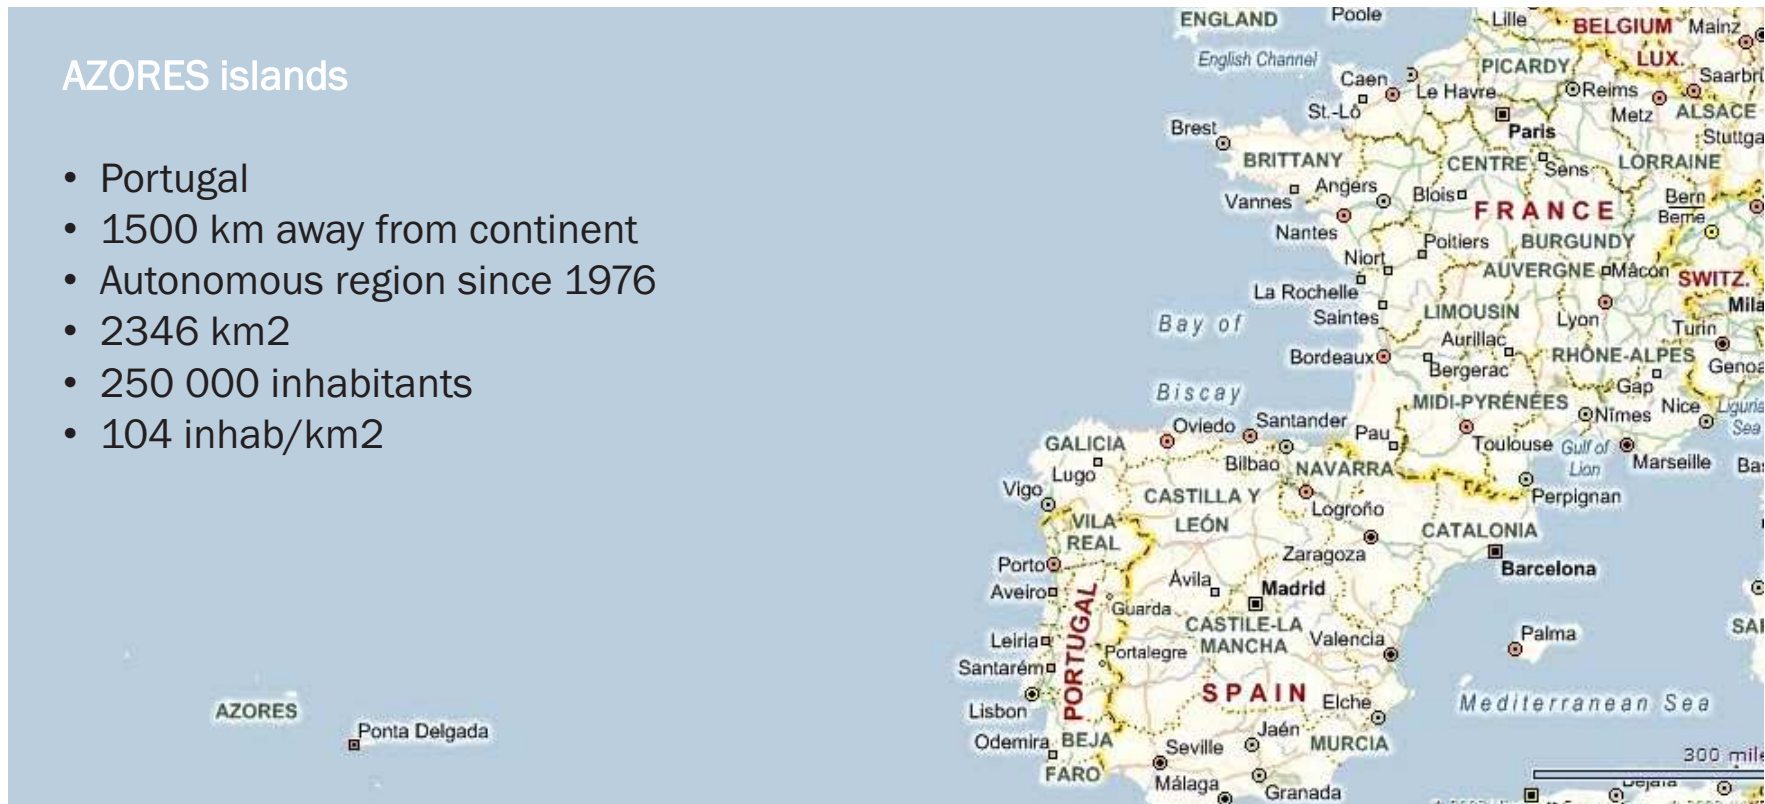 AZORES islands
• Portugal
• 1500 km away from continent
• Autonomous region since 1976
• 2346 km2
• 250 000 inhabitants
• 104 inhab/km2
ENGLAND
Poole
Lille
BELGIUM
Mainz
English Channel
PICARDY
LUX.
Caen
Le Havre
Reims
Saarbrü
St.-Lô
Metz
ALSACE
Brest
Paris
Stuttga
BRITTANY
CENTRE
Sens
LORRAINE
Vannes
Angers
Blois
Bern
Berne
FRANCE
Nantes
Poitiers
BURGUNDY
Niort
AUVERGNE
Mâcon
SWITZ.
La Rochelle
Mila
Saintes
LIMOUSIN
Lyon
Turin
Bay of
Aurillac
Bordeaux
Bergerac
RHÔNE-ALPES
Genoa
Gap
Biscay
MIDI-PYRÉNÉES
Nîmes
Nice
Liguria
Sea
Oviedo
Santander
Pau
Toulouse
Gulf of
Lion
Marseille
Bas
GALICIA
Lugo
Bilbao
NAVARRA
Perpignan
Vigo
CASTILLA Y
LEÓN
Logroño
VILA
REAL
CATALONIA
Zaragoza
Barcelona
Porto
Aveiro
Ávila
Madrid
PORTUGAL
Guarda
CASTILE-LA
MANCHA
Valencia
Palma
SAR
Leiria
Portalegre
Santarém
SPAIN
Elche
Mediterranean Sea
AZORES
Ponta Delgada
Lisbon
Odemira
BEJA
Seville
Jaén
MURCIA
FARO
Málaga
Granada
300 mile